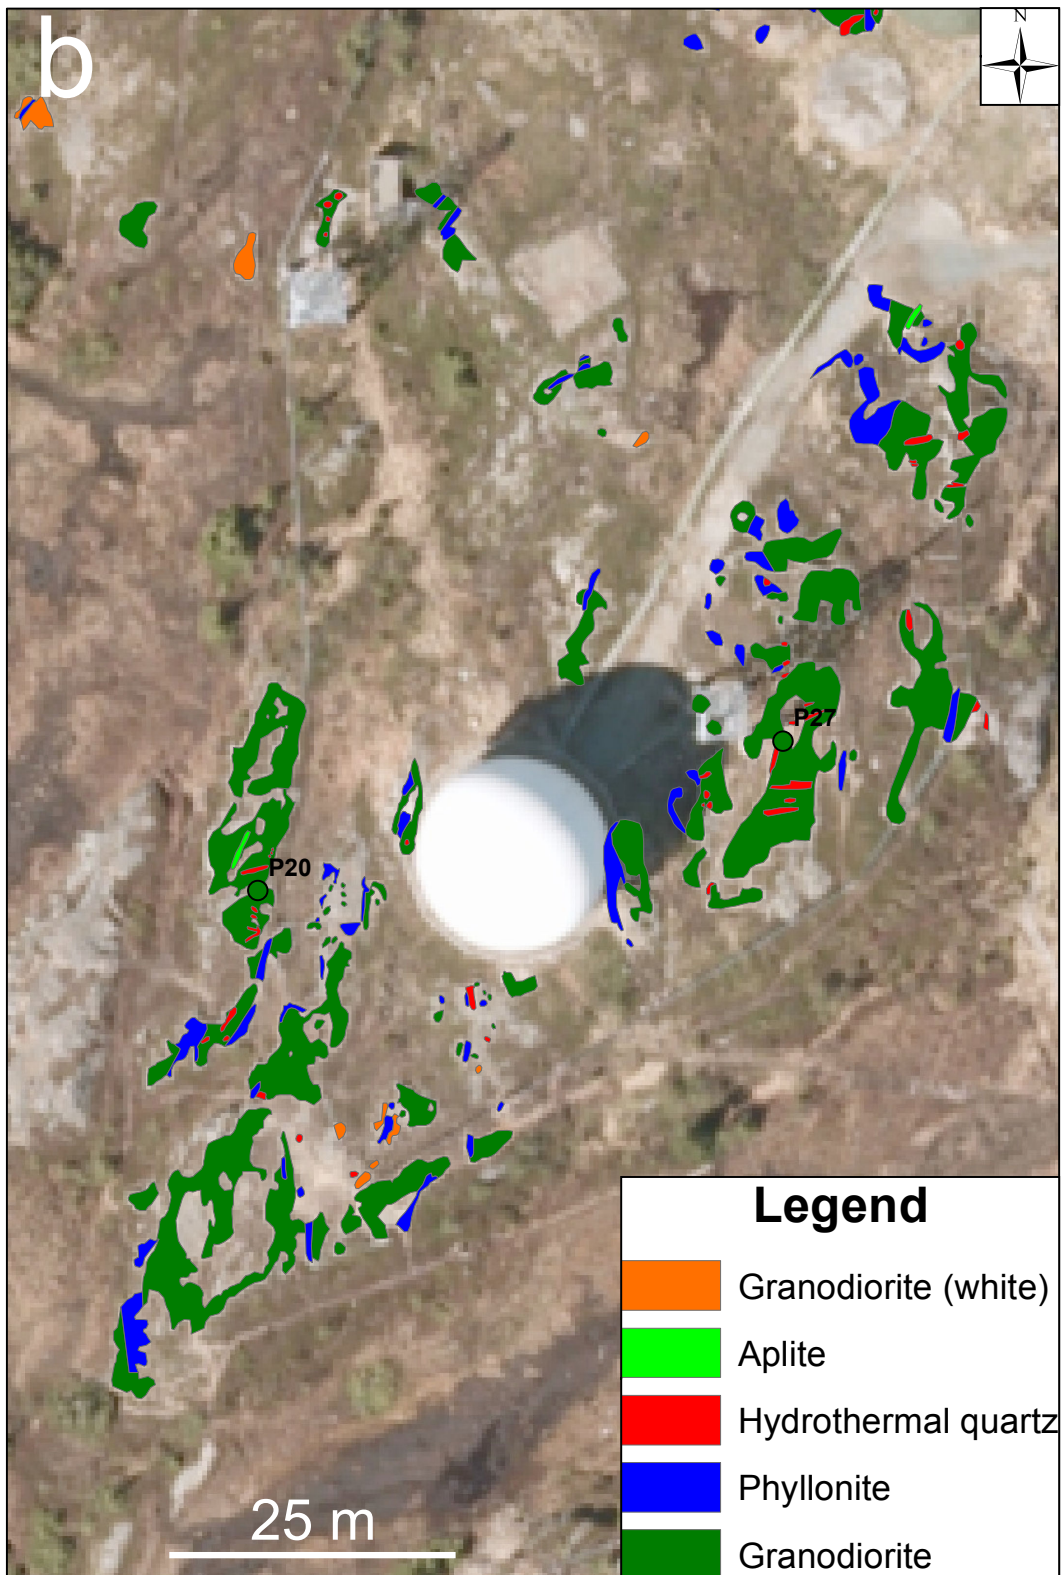 b
N
P27
P20
Legend
Granodiorite (white)
Aplite
Hydrothermal quartz
Phyllonite
Granodiorite
25 m